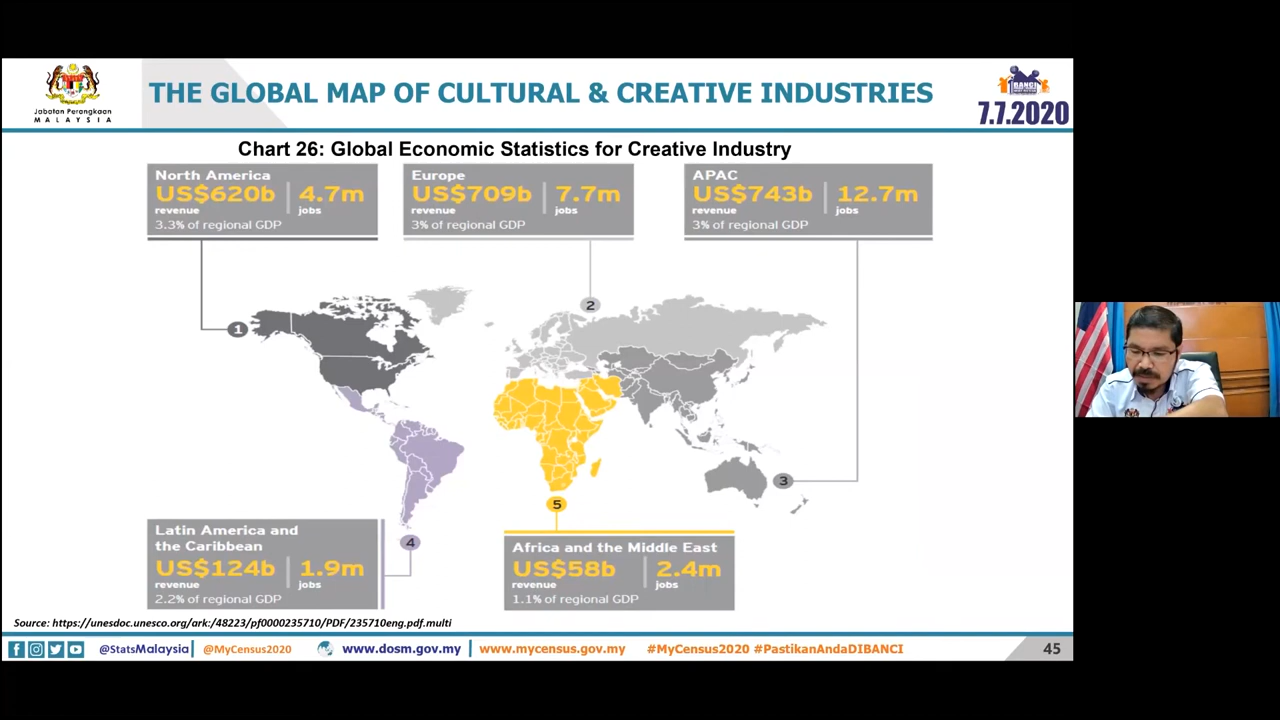 Jabatan Perangkaan
MALAYSIA
THE GLOBAL MAP OF CULTURAL & CREATIVE INDUSTRIES
BANCI
7.7.2020
Chart 26: Global Economic Statistics for Creative Industry
North America
US$620b | 4.7m
revenue jobs
3.3% of regional GDP
Europe
US$709b | 7.7m
revenue jobs
3% of regional GDP
APAC
US$743b | 12.7m
revenue jobs
3% of regional GDP
1
2
3
4
5
Latin America and
the Caribbean
US$124b | 1.9m
revenue jobs
2.2% of regional GDP
Africa and the Middle East
US$58b | 2.4m
revenue jobs
1.1% of regional GDP
Source: https://unesdoc.unesco.org/ark:/48223/pf0000235710/PDF/235710eng.pdf.multi
@StatsMalaysia | @MyCensus2020 www.dosm.gov.my | www.mycensus.gov.my #MyCensus2020 #PastikanAndaDIBANCI 45